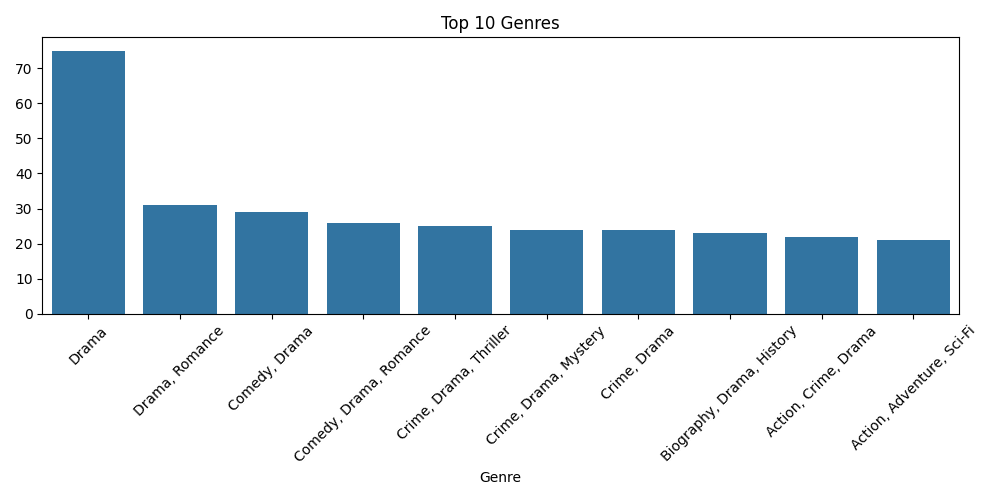 Top 10 Genres
70
60
50
40
30
20
10
0
Drama
Drama, Romance
Comedy, Drama
Comedy, Drama, Romance
Crime, Drama, Thriller
Crime, Drama, Mystery
Crime, Drama
Biography, Drama, History
Action, Crime, Drama
Action, Adventure, Sci-Fi
Genre